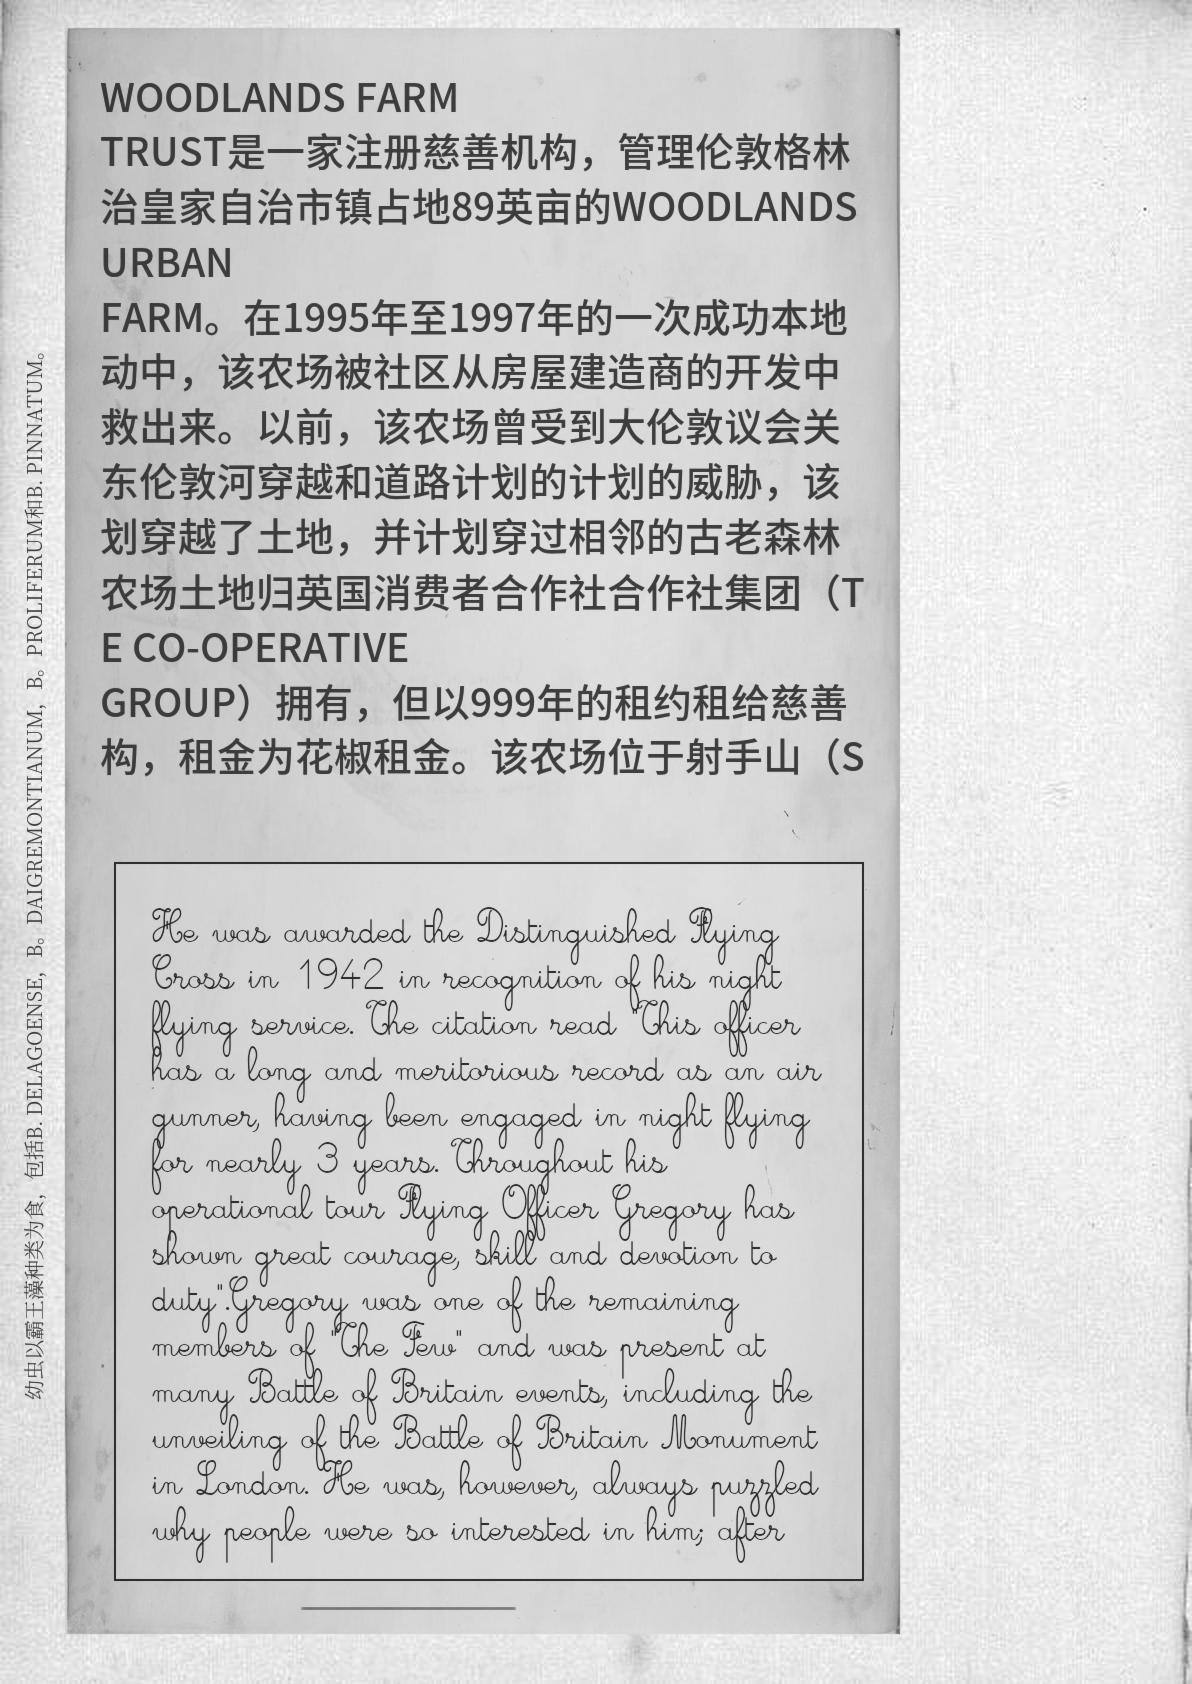 WOODLANDS FARM
TRUST是一家注册慈善机构，管理伦敦格林
治皇家自治市镇占地89英亩的WOODLANDS
URBAN
FARM。在1995年至1997年的一次成功本地
动中，该农场被社区从房屋建造商的开发中
救出来。以前，该农场曾受到大伦敦议会关
东伦敦河穿越和道路计划的计划的威胁，该
划穿越了土地，并计划穿过相邻的古老森林
农场土地归英国消费者合作社合作社集团（T
E CO-OPERATIVE
GROUP）拥有，但以999年的租约租给慈善
构，租金为花椒租金。该农场位于射手山（S
He was awarded the Distinguished Flying
Cross in 1942 in recognition of his night
flying service. The citation read "This officer
has a long and meritorious record as an air
gunner, having been engaged in night flying
for nearly 3 years. Throughout his
operational tour Flying Officer Gregory has
shown great courage, skill and devotion to
duty".Gregory was one of the remaining
members of "The Few" and was present at
many Battle of Britain events, including the
unveiling of the Battle of Britain Monument
in London. He was, however, always puzzled
why people were so interested in him; after
幼虫以霸王藻种类为食，包括B. DELAGOENSE，B。DAIGREMONTIANUM，B。PROLIFERUM和B. PINNATUM。